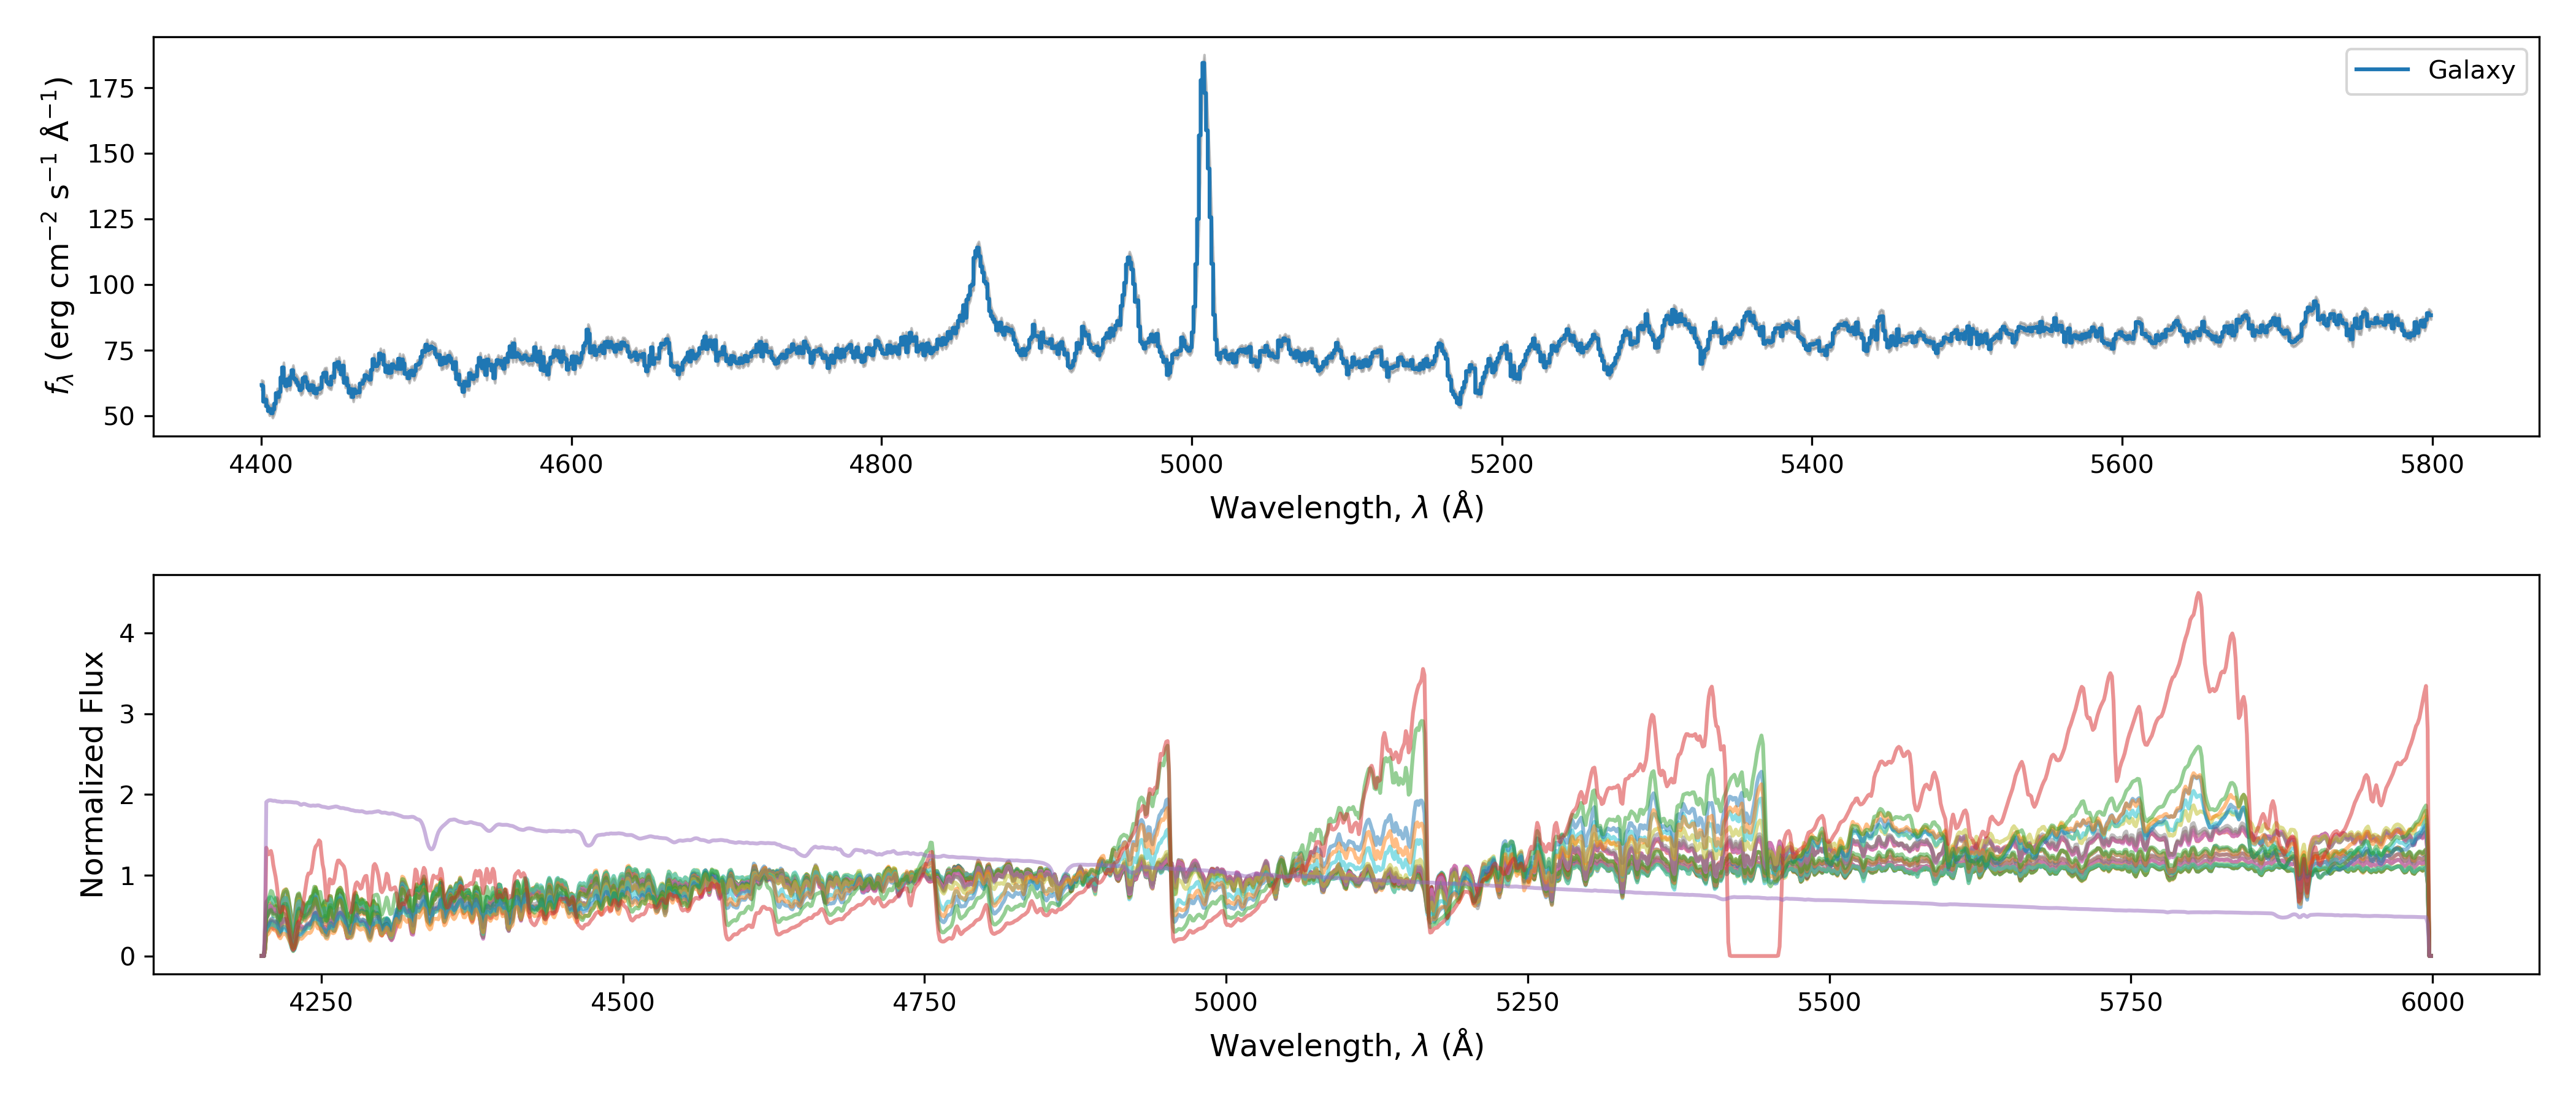 175
150
125
100
75
50
fλ (erg cm⁻² s⁻¹ Å⁻¹)
Galaxy
4400 4600 4800 5000 5200 5400 5600 5800
Wavelength, λ (Å)
4
3
2
1
0
Normalized Flux
4250 4500 4750 5000 5250 5500 5750 6000
Wavelength, λ (Å)